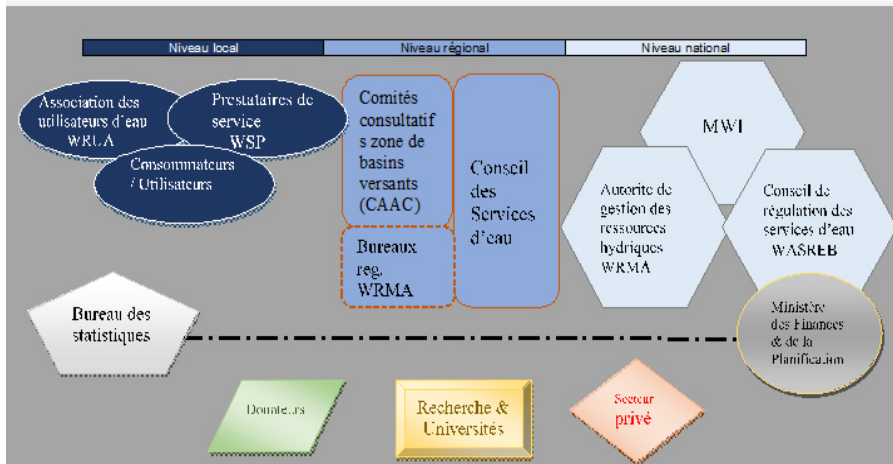 Niveau local
Niveau régional
Niveau national
Association des
utilisateurs d'eau
WRUA
Prestataires de
service
WSP
Consommateurs
/ Utilisateurs
Comités
consultatif
s zone de
basins
versants
(CAAC)
Bureaux
reg.
WRMA
Conseil
des
Services
d'eau
MWI
Autorite de
gestion des
ressources
hydriques
WRMA
Conseil de
régulation des
services d'eau
WASREB
Bureau des
statistiques
Ministère
des Finances
& de la
Planification
Donateurs
Recherche &
Universités
Secteur
privé